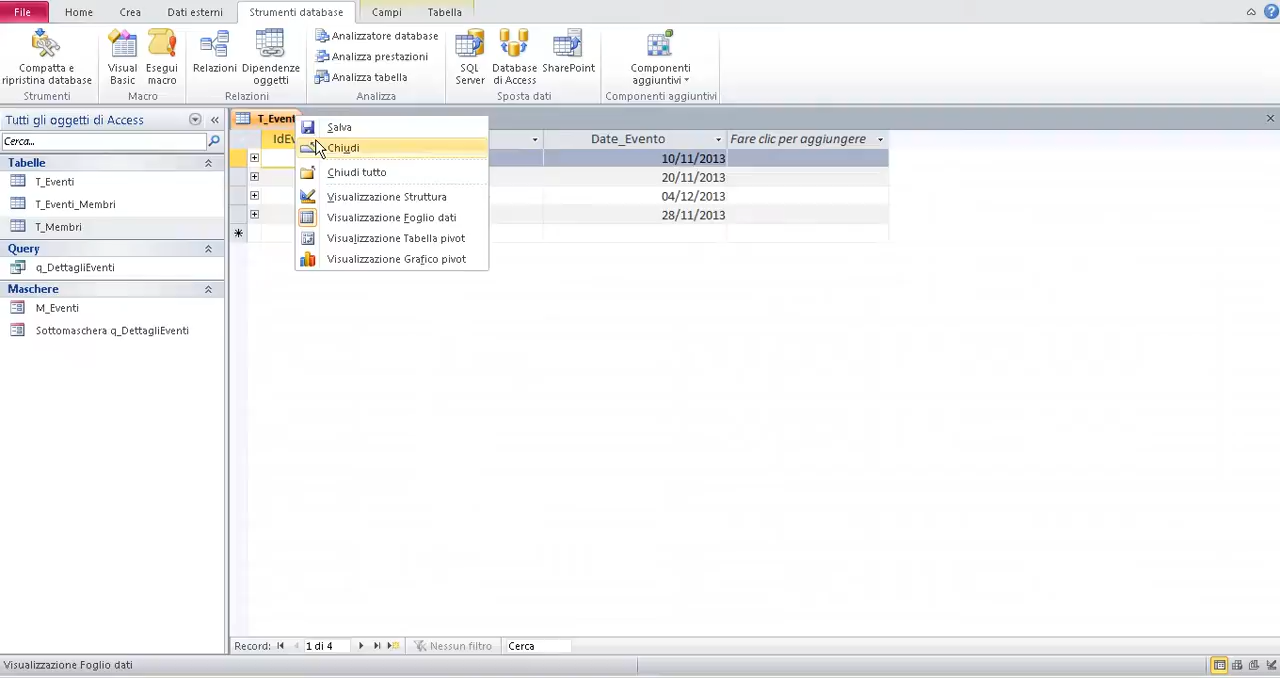 File Home Crea Dati esterni Strumenti database Campi Tabella
Compatta e ripristina database
Strumenti
Visual Basic
Esegui macro
Macro
Relazioni
Dipendenze oggetti
Relazioni
Analizzatore database
Analizza prestazioni
Analizza tabella
Analizza
SQL Server
Database di Access
SharePoint
Sposta dati
Componenti aggiuntivi
Componenti aggiuntivi
Tutti gli oggetti di Access
Cerca...
Tabelle
T_Eventi
T_Eventi_Membri
T_Membri
Query
q_DettagliEventi
Maschere
M_Eventi
Sottomaschera q_DettagliEventi
Date_Evento Fare clic per aggiungere
10/11/2013
20/11/2013
04/12/2013
28/11/2013
Salva
Chiudi
Chiudi tutto
Visualizzazione Struttura
Visualizzazione Foglio dati
Visualizzazione Tabella pivot
Visualizzazione Grafico pivot
Record: 1 di 4 Nessun filtro Cerca
Visualizzazione Foglio dati